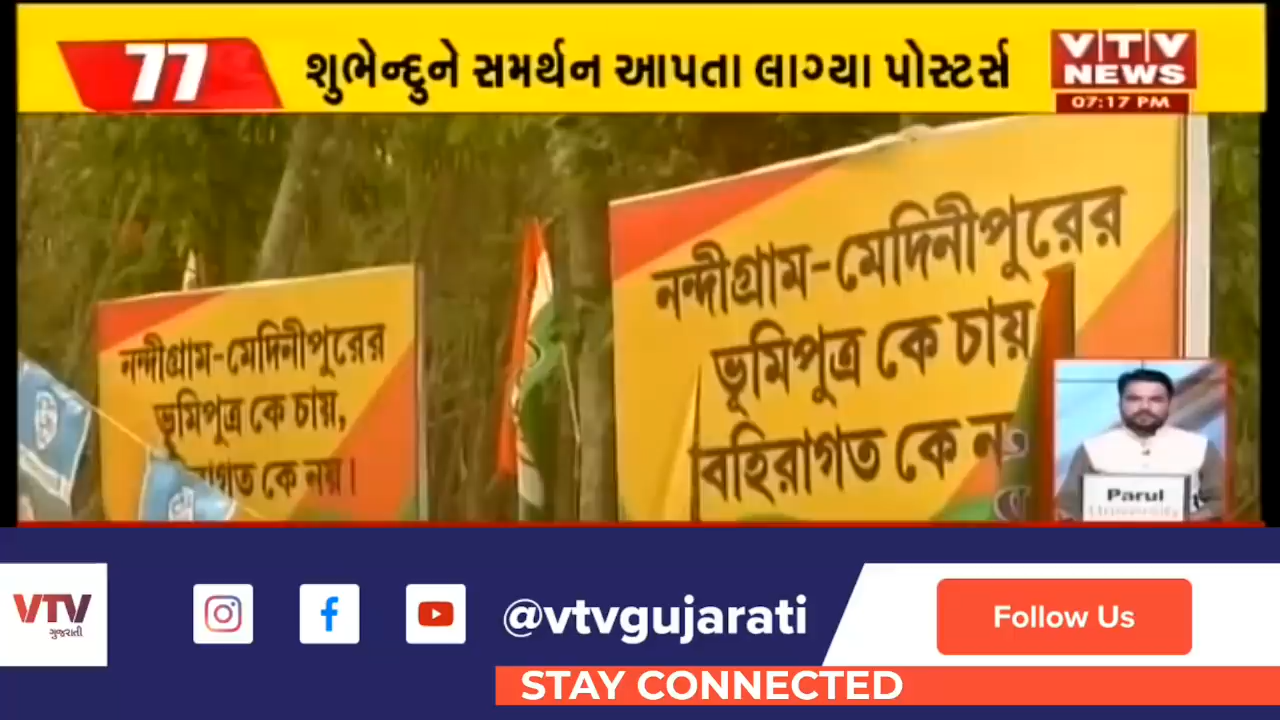 77
શુભેન્દુને સમર્થન આપતા લાગ્યા પોસ્ટર્સ
VTV
NEWS
07:17 PM
নন্দীগ্রাম-মেদিনীপুরের
ভূমিপুত্র কে চায়,
কে নয়।
নন্দীগ্রাম-মেদিনীপুরের
ভূমিপুত্র কে চায়
বহিরাগত কে
Parul
University
VTV
ગુજરાતી
@vtvgujarati
Follow Us
STAY CONNECTED